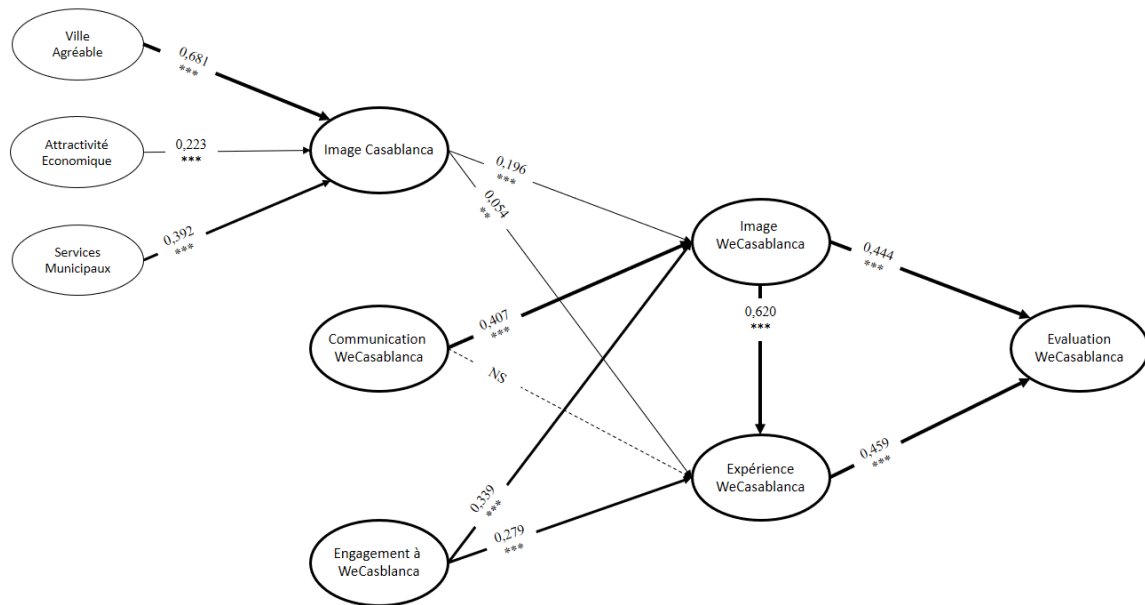 Ville
Agréable
0,681
***
Attractivité
Economique
0,223
***
Image Casablanca
Services
Municipaux
0,392
***
0,196
***
0,054
**
Image
WeCasablanca
0,444
***
Communication
WeCasablanca
0,407
***
NS
0,620
***
Evaluation
WeCasablanca
Expérience
WeCasablanca
0,459
***
Engagement à
WeCasblanca
0,339
***
0,279
***